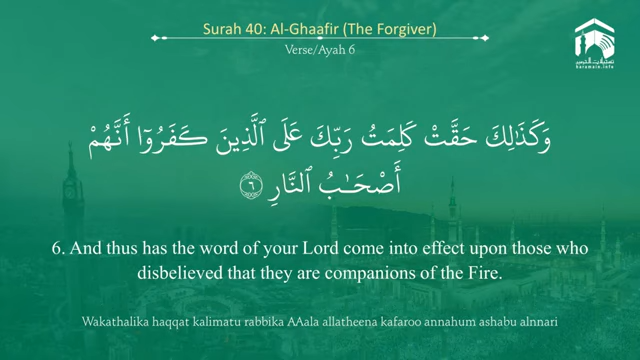 Surah 40: Al-Ghaafir (The Forgiver)
Verse/Ayah 6
haramain.info
وَكَذَٰلِكَ حَقَّتْ كَلِمَتُ رَبِّكَ عَلَى ٱلَّذِينَ كَفَرُوٓا۟ أَنَّهُمْ
أَصْحَـٰبُ ٱلنَّارِ ٦
6. And thus has the word of your Lord come into effect upon those who
disbelieved that they are companions of the Fire.
Wakathalika haqqat kalimatu rabbika AAala allatheena kafaroo annahum ashabu alnnari